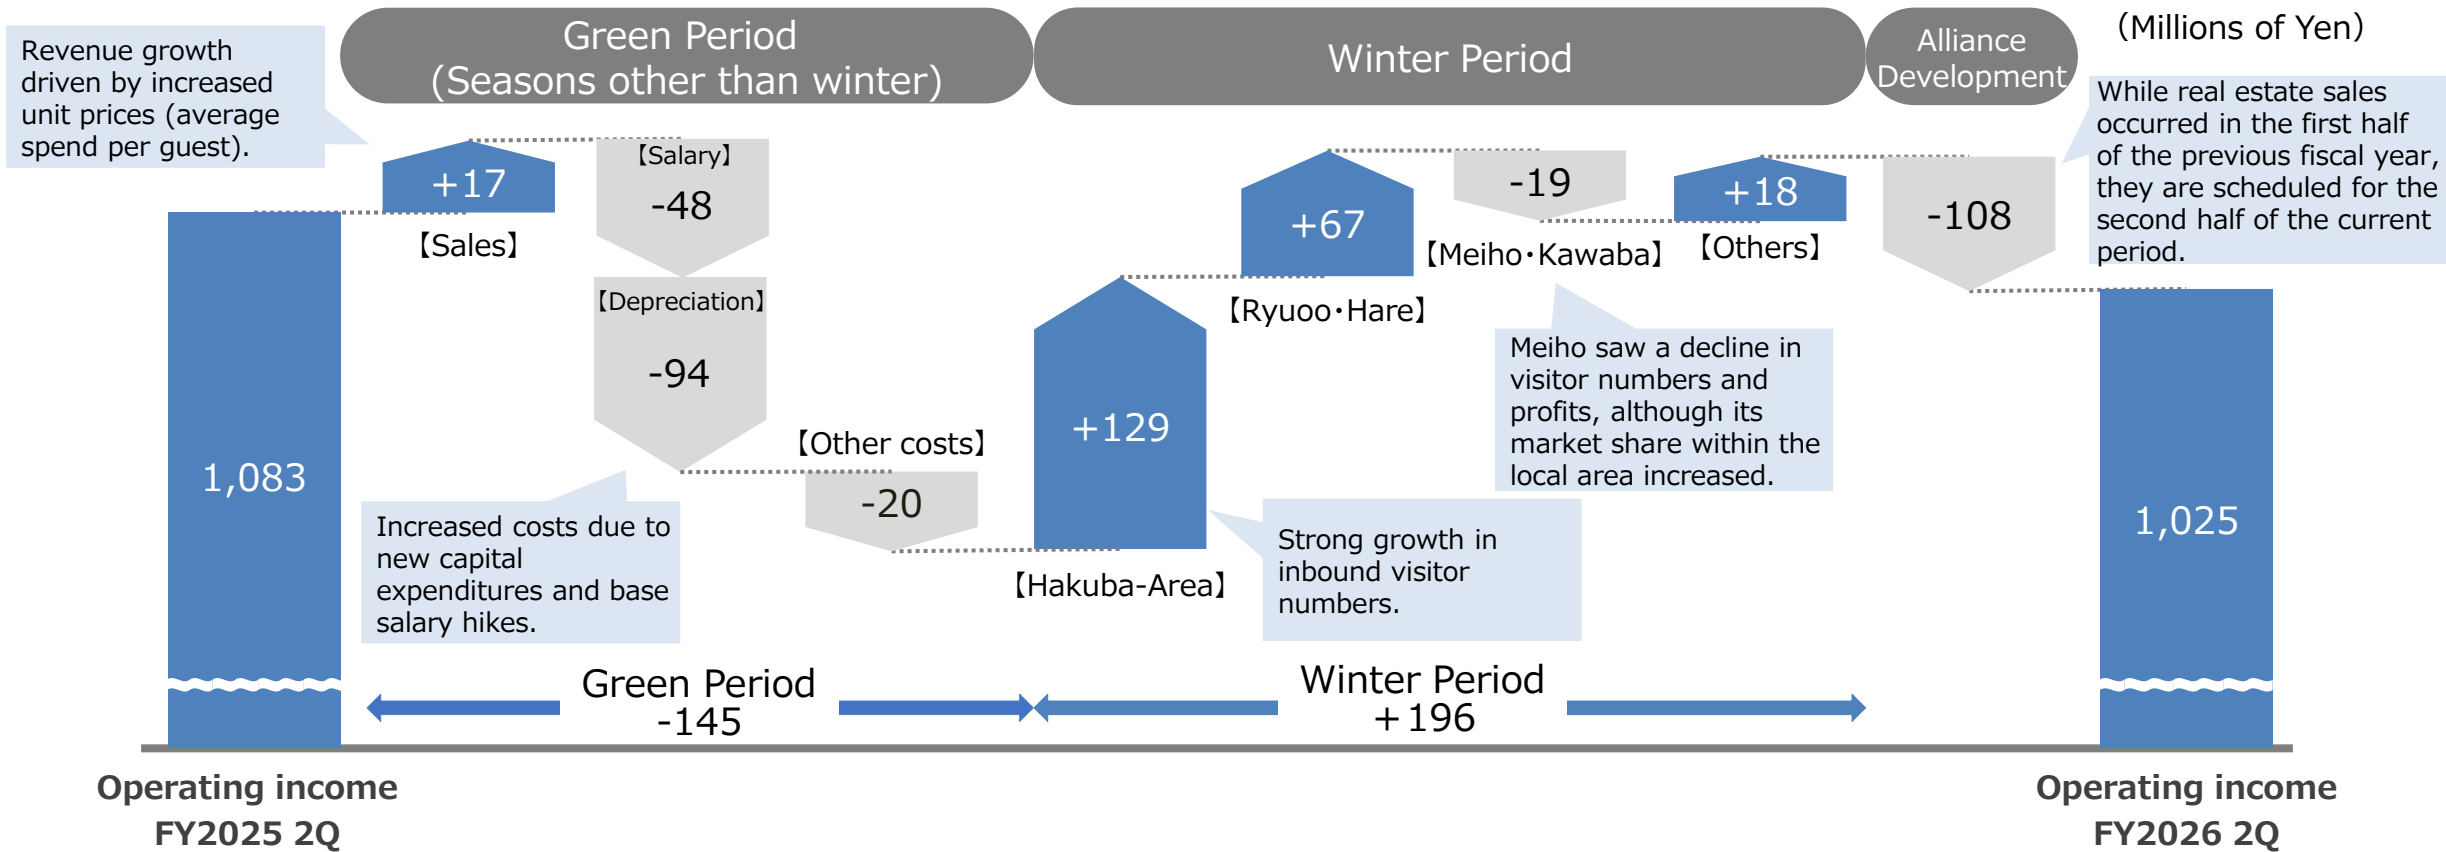 Green Period
(Seasons other than winter)
Winter Period
Alliance
Development
（Millions of Yen）
Revenue growth
driven by increased
unit prices (average
spend per guest).
While real estate sales
occurred in the first half
of the previous fiscal year,
they are scheduled for the
second half of the current
period.
+17
【Sales】
【Salary】
-48
【Depreciation】
-94
【Other costs】
-20
+129
【Hakuba-Area】
+67
【Ryuoo・Hare】
-19
【Meiho・Kawaba】
+18
【Others】
-108
1,083
1,025
Increased costs due to
new capital
expenditures and base
salary hikes.
Strong growth in
inbound visitor
numbers.
Meiho saw a decline in
visitor numbers and
profits, although its
market share within the
local area increased.
Green Period
-145
Winter Period
＋196
Operating income
FY2025 2Q
Operating income
FY2026 2Q